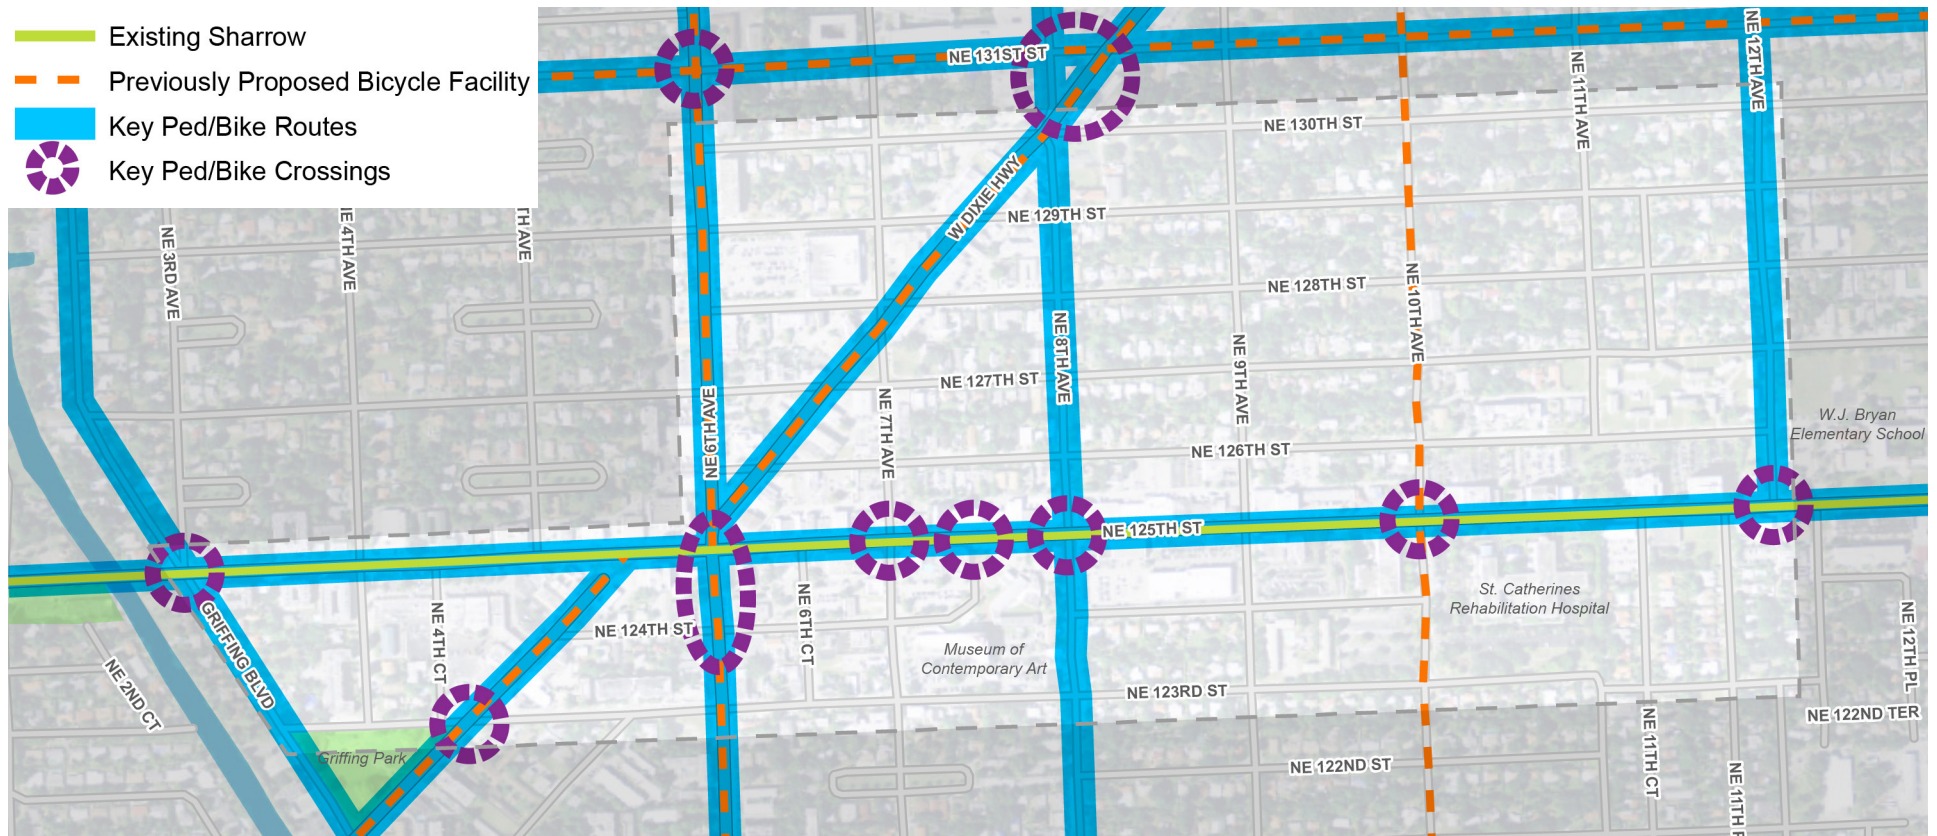 Existing Sharrow
Previously Proposed Bicycle Facility
Key Ped/Bike Routes
Key Ped/Bike Crossings
NE 131ST ST
NE 12TH AVE
NE 11TH AVE
NE 130TH ST
W DIXIE HWY
NE 129TH ST
NE 3RD AVE
NE 4TH AVE
TH AVE
NE 128TH ST
NE 10TH AVE
NE 8TH AVE
NE 9TH AVE
NE 127TH ST
NE 6TH AVE
NE 7TH AVE
W.J. Bryan
Elementary School
NE 126TH ST
NE 125TH ST
St. Catherines
Rehabilitation Hospital
GRIFFING BLVD
NE 4TH CT
NE 124TH ST
NE 6TH CT
Museum of
Contemporary Art
NE 12TH PL
NE 2ND CT
NE 123RD ST
NE 122ND TER
NE 11TH CT
Griffing Park
NE 122ND ST
NE 11TH